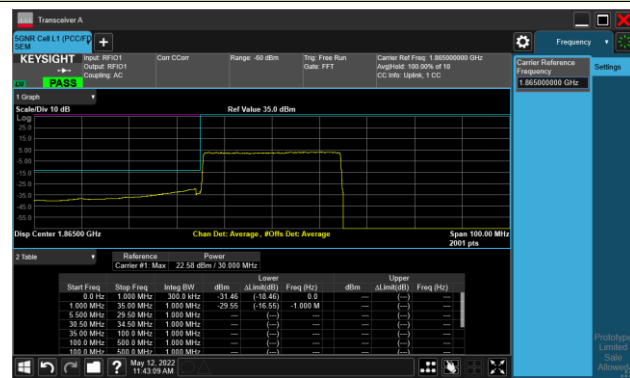 Transceiver A
5GNR Cell L1 (PCC/FD
SEM
+
Frequency
KEYSIGHT
Input: RFIO1
Output: RFIO1
Coupling: AC
Corr CCorr
Range: -60 dBm
Trig: Free Run
Gate: FFT
Carrier Ref Freq: 1.865000000 GHz
Avg|Hold: 100.00% of 10
CC Info: Uplink, 1 CC
PASS
Carrier Reference
Frequency
1.865000000 GHz
Settings
1 Graph
Scale/Div 10 dB
Ref Value 35.0 dBm
Log
25.0
15.0
5.00
-5.00
-15.0
-25.0
-35.0
-45.0
-55.0
Disp Center 1.86500 GHz
Chan Det: Average, #Offs Det: Average
Span 100.00 MHz
2001 pts
2 Table
Reference Power
Carrier #1: Max 22.58 dBm / 30.000 MHz
Lower Upper
Start Freq Stop Freq Integ BW dBm ΔLimit(dB) Freq (Hz) dBm ΔLimit(dB) Freq (Hz)
0.0 Hz 1.000 MHz 300.0 kHz -31.46 (-18.46) 0.0 --- (---) ---
1.000 MHz 35.00 MHz 1.000 MHz -29.55 (-16.55) -1.000 M --- (---) ---
5.500 MHz 29.50 MHz 1.000 MHz --- (---) --- --- (---) ---
30.50 MHz 34.50 MHz 1.000 MHz --- (---) --- --- (---) ---
35.00 MHz 100.0 MHz 1.000 MHz --- (---) --- --- (---) ---
100.0 MHz 500.0 MHz 1.000 MHz --- (---) --- --- (---) ---
100.0 MHz 500.0 MHz 1.000 MHz --- (---) --- --- (---) ---
May 12, 2022
11:43:09 AM
Prototype
Limited
Sale
Allowed